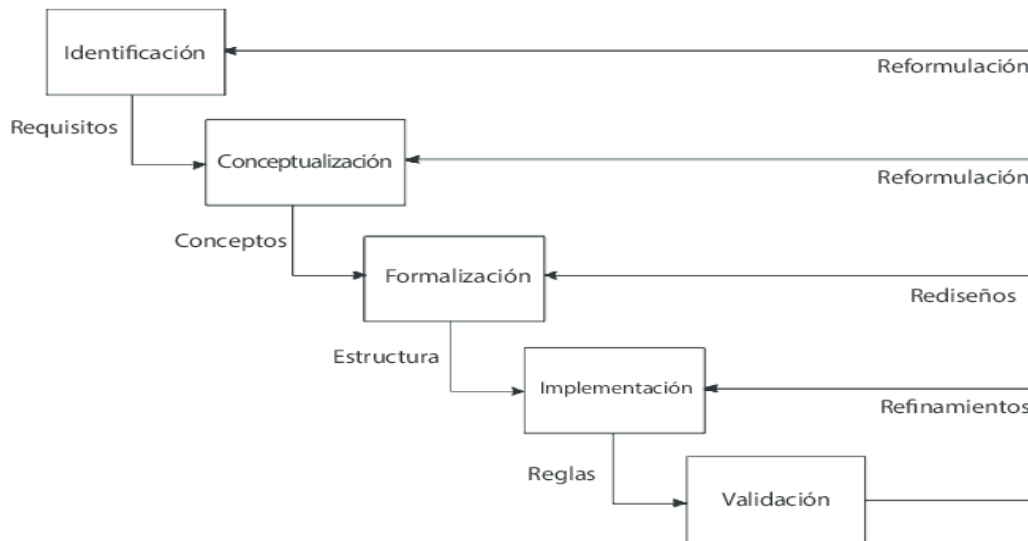 Identificación
Reformulación
Requisitos
Conceptualización
Reformulación
Conceptos
Formalización
Rediseños
Estructura
Implementación
Refinamientos
Reglas
Validación